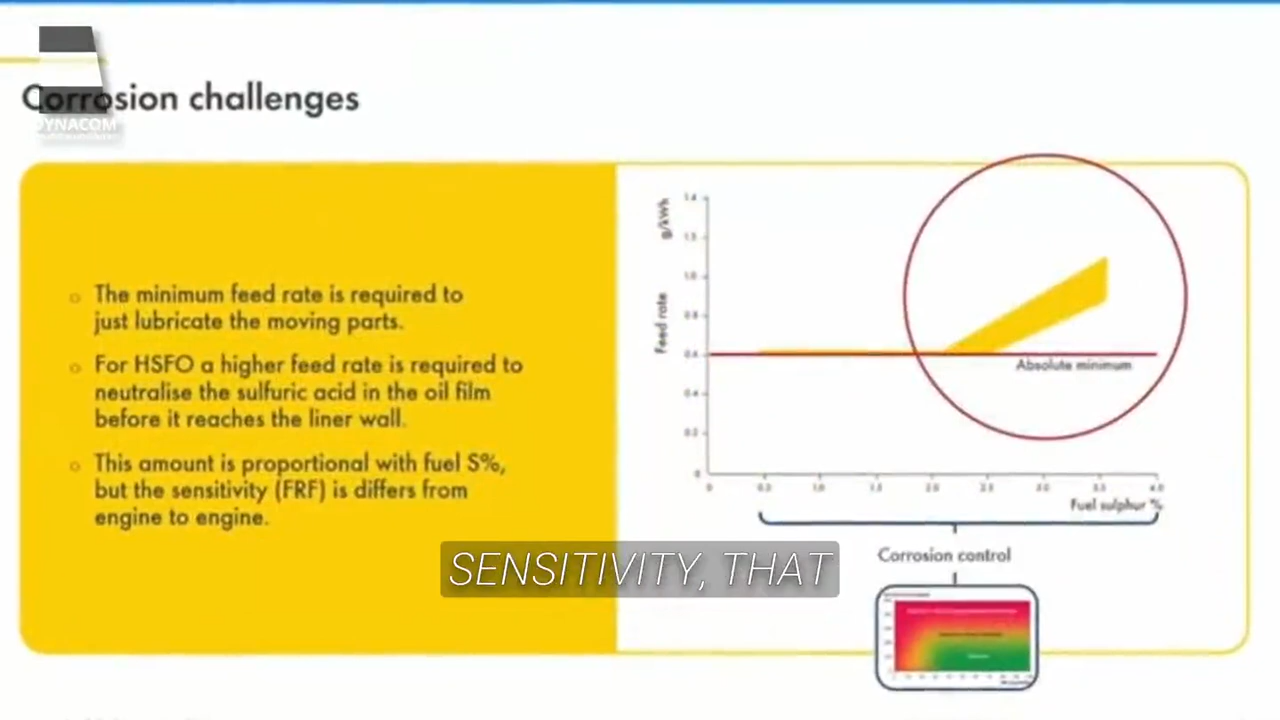 Corrosion challenges
DYNACOM
The minimum feed rate is required to
just lubricate the moving parts.
For HSFO a higher feed rate is required to
neutralise the sulfuric acid in the oil film
before it reaches the liner wall.
This amount is proportional with fuel S%,
but the sensitivity (FRF) is differs from
engine to engine.
Feed rate g/kWh
1.0
0.8
0.6
0.4
0.2
0
Absolute minimum
0 0.5 1.0 1.5 2.0 2.5 3.0 3.5 4.0
Fuel sulphur %
Corrosion control
SENSITIVITY, THAT